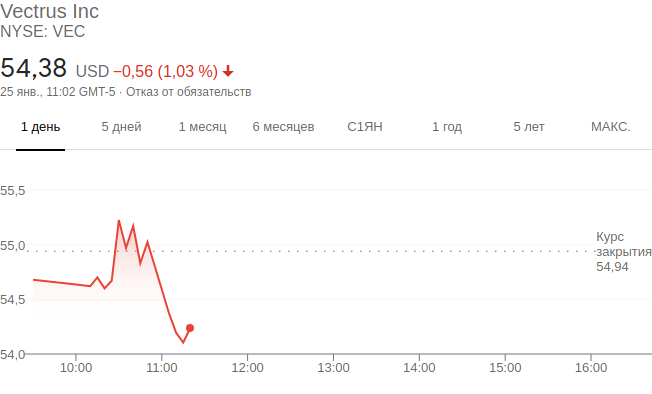 Vectrus Inc
NYSE: VEC
54,38 USD −0,56 (1,03 %)
25 янв., 11:02 GMT-5 · Отказ от обязательств
1 день 5 дней 1 месяц 6 месяцев С1ЯН 1 год 5 лет МАКС.
55,5
55,0
54,5
54,0
Курс
закрытия
54,94
10:00 11:00 12:00 13:00 14:00 15:00 16:00